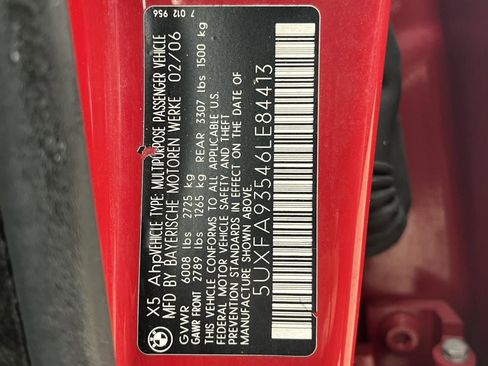 7 012 956
X5 AhpVEHICLE TYPE: MULTIPURPOSE PASSENGER VEHICLE
MFD BY BAYERISCHE MOTOREN WERKE 02/06
GVWR 6008 lbs 2725 kg
GAWR FRONT 2789 lbs 1265 kg REAR 3307 lbs 1500 kg
THIS VEHICLE CONFORMS TO ALL APPLICABLE U.S.
FEDERAL MOTOR VEHICLE SAFETY AND THEFT
PREVENTION STANDARDS IN EFFECT ON THE DATE OF
MANUFACTURE SHOWN ABOVE.
5UXFA93546LE84413